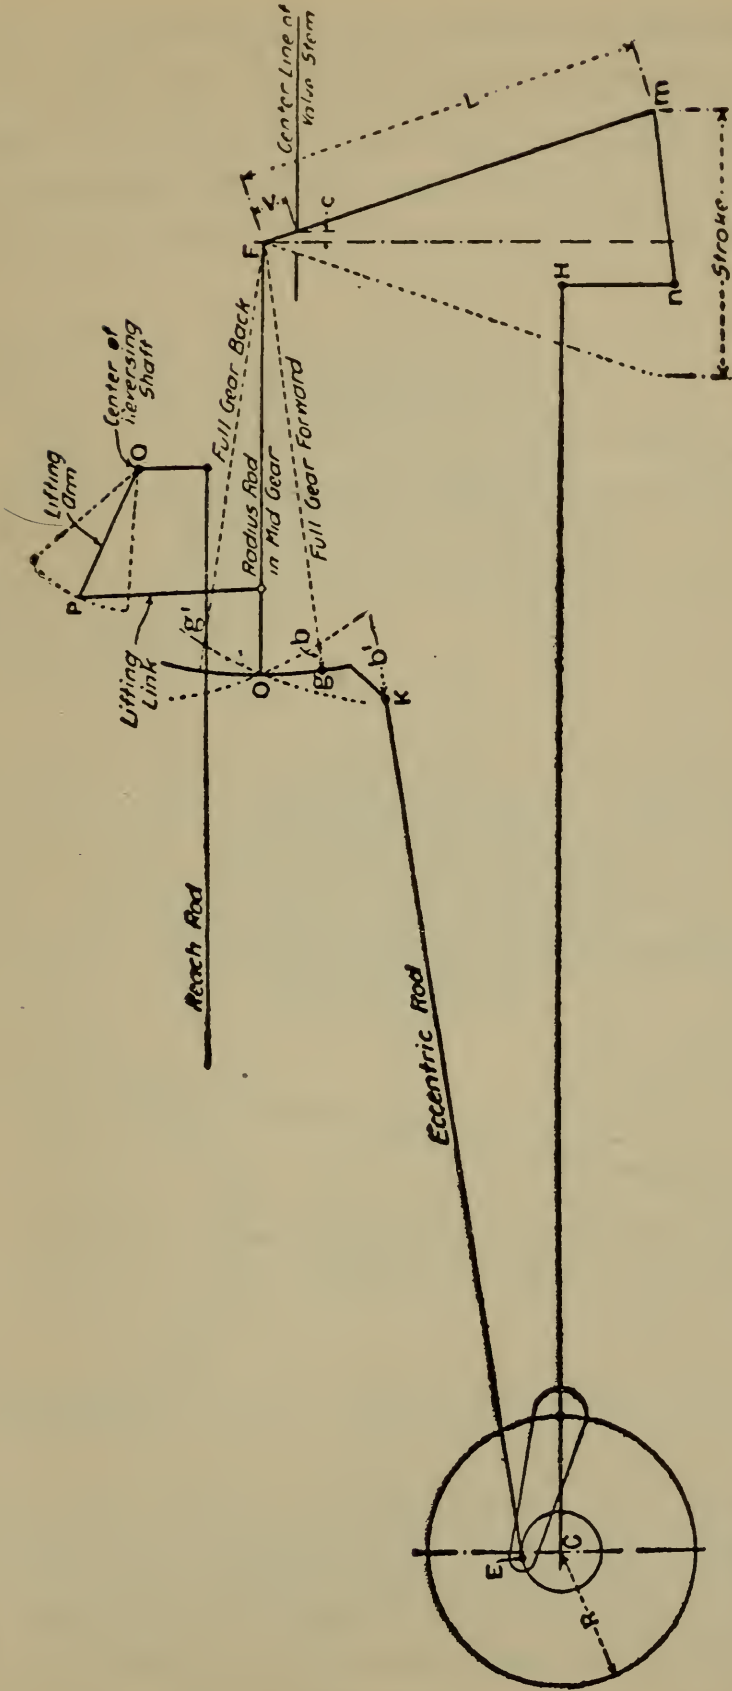 Center Line of
Valve Stem
L
V
c
F
m
Stroke
H
n
Center of
Reversing
Shaft
Lifting
Arm
O
P
Full Gear Back
Radius Rod
in Mid Gear
Full Gear Forward
Lifting
Link
g'
O
b
g
b'
K
Reach Rod
Eccentric Rod
E
C
R